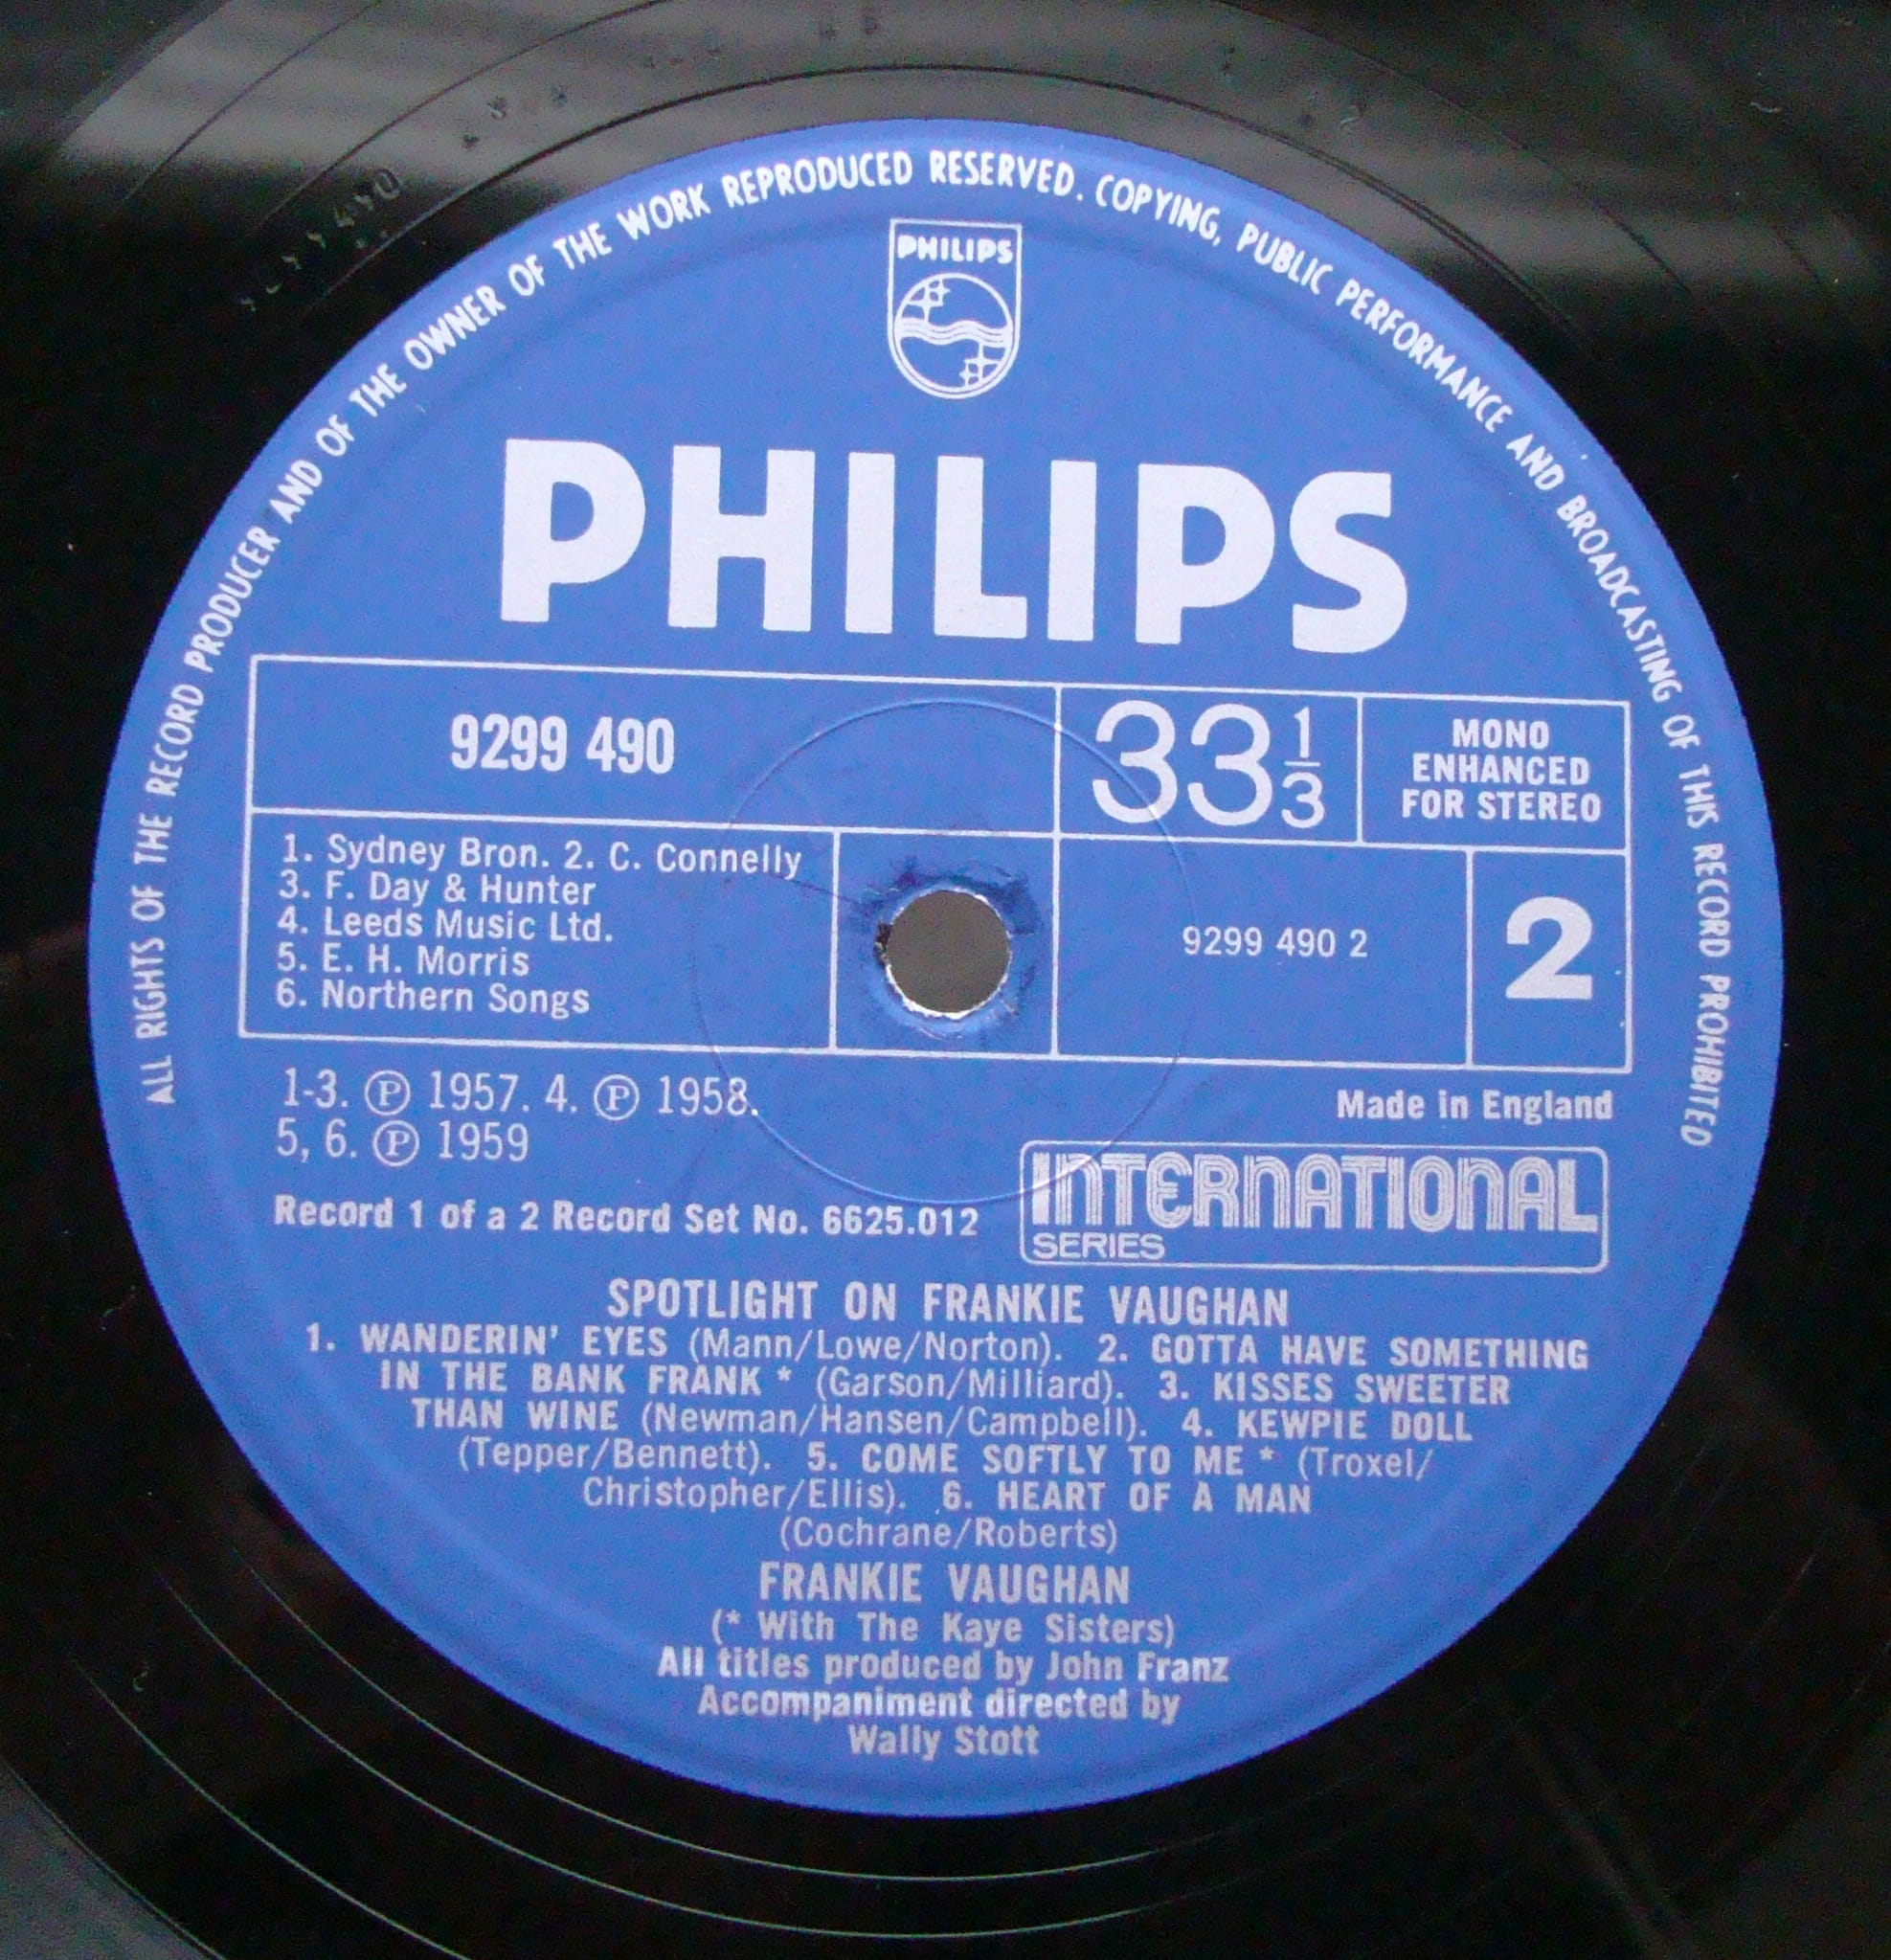 ALL RIGHTS OF THE RECORD PRODUCER AND OF THE OWNER OF THE WORK REPRODUCED RESERVED. COPYING, PUBLIC PERFORMANCE AND BROADCASTING OF THIS RECORD PROHIBITED
PHILIPS
PHILIPS
9299 490
33 1/3
MONO
ENHANCED
FOR STEREO
1. Sydney Bron. 2. C. Connelly
3. F. Day & Hunter
4. Leeds Music Ltd.
5. E. H. Morris
6. Northern Songs
9299 490 2
2
1-3. Ⓟ 1957. 4. Ⓟ 1958.
5, 6. Ⓟ 1959
Made in England
Record 1 of a 2 Record Set No. 6625.012
INTERNATIONAL
SERIES
SPOTLIGHT ON FRANKIE VAUGHAN
1. WANDERIN' EYES (Mann/Lowe/Norton). 2. GOTTA HAVE SOMETHING
IN THE BANK FRANK * (Garson/Milliard). 3. KISSES SWEETER
THAN WINE (Newman/Hansen/Campbell). 4. KEWPIE DOLL
(Tepper/Bennett). 5. COME SOFTLY TO ME * (Troxel/
Christopher/Ellis). 6. HEART OF A MAN
(Cochrane/Roberts)
FRANKIE VAUGHAN
(* With The Kaye Sisters)
All titles produced by John Franz
Accompaniment directed by
Wally Stott